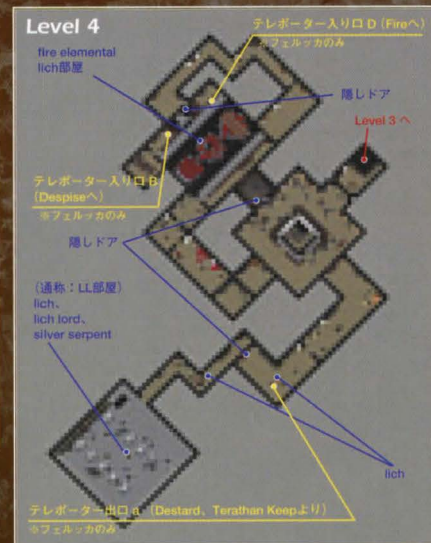 Level 4
テレポーター入り口 D (Fireへ)
※フェルッカのみ
fire elemental
lich部屋
隠しドア
Level 3 へ
テレポーター入り口 B
(Despiseへ)
※フェルッカのみ
隠しドア
(通称:LL部屋)
lich、
lich lord、
silver serpent
lich
テレポーター出口 a (Destard、Terathan Keepより)
※フェルッカのみ